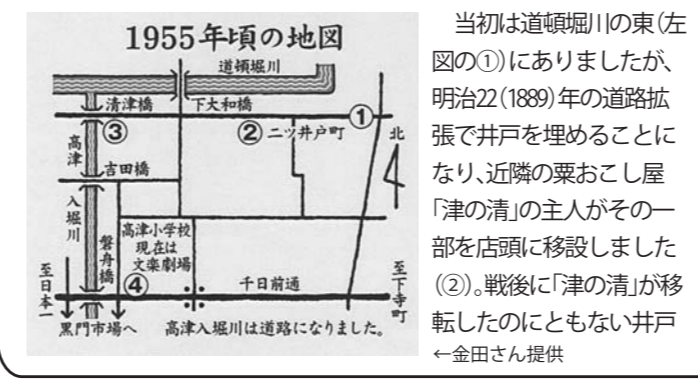 1955年頃の地図
道頓堀川
清津橋
下大和橋
①
③
②
二ツ井戸町
北
高津
入堀川
吉田橋
高津小学校
現在は
文楽劇場
磐舟橋
④
千日前通
至日本一
至下寺町
黒門市場へ
高津入堀川は道路になりました。
当初は道頓堀川の東(左
図の①)にありましたが、
明治22(1889)年の道路拡
張で井戸を埋めることに
なり、近隣の粟おこし屋
「津の清」の主人がその一
部を店頭に移設しました
(②)。戦後に「津の清」が移
転したのにともない井戸
←金田さん提供